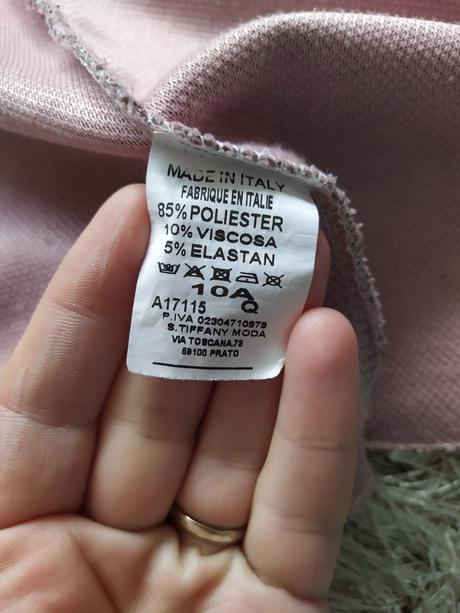 MADE IN ITALY
FABRIQUE EN ITALIE
85% POLIESTER
10% VISCOSA
5% ELASTAN
10A
A17115 Q
P.IVA 02304710979
S.TIFFANY MODA
VIA TOSCANA,73
59100 PRATO